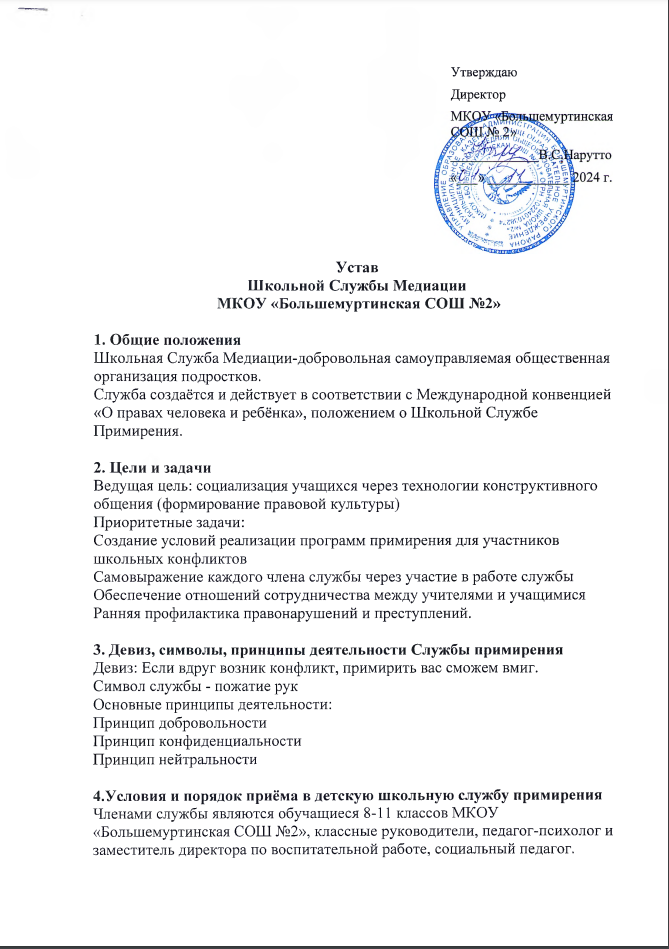 Утверждаю
Директор
МКОУ «Большемуртинская
СОШ № 2»
В.С.Нарутто
2024 г.
Устав
Школьной Службы Медиации
МКОУ «Большемуртинская СОШ №2»
1. Общие положения
Школьная Служба Медиации-добровольная самоуправляемая общественная
организация подростков.
Служба создаётся и действует в соответствии с Международной конвенцией
«О правах человека и ребёнка», положением о Школьной Службе
Примирения.
2. Цели и задачи
Ведущая цель: социализация учащихся через технологии конструктивного
общения (формирование правовой культуры)
Приоритетные задачи:
Создание условий реализации программ примирения для участников
школьных конфликтов
Самовыражение каждого члена службы через участие в работе службы
Обеспечение отношений сотрудничества между учителями и учащимися
Ранняя профилактика правонарушений и преступлений.
3. Девиз, символы, принципы деятельности Службы примирения
Девиз: Если вдруг возник конфликт, примирить вас сможем вмиг.
Символ службы - пожатие рук
Основные принципы деятельности:
Принцип добровольности
Принцип конфиденциальности
Принцип нейтральности
4.Условия и порядок приёма в детскую школьную службу примирения
Членами службы являются обучающиеся 8-11 классов МКОУ
«Большемуртинская СОШ №2», классные руководители, педагог-психолог и
заместитель директора по воспитательной работе, социальный педагог.